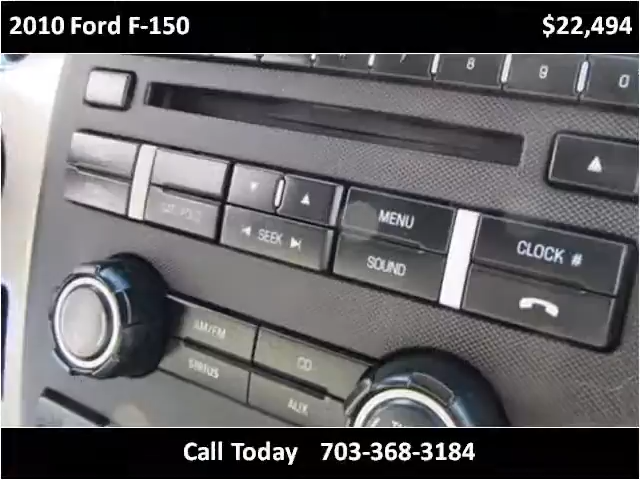 2010 Ford F-150 $22,494
7 8 9 0
MENU
CLOCK #
SEEK
SOUND
AM/FM
CD
SIRIUS
AUX
Call Today 703-368-3184